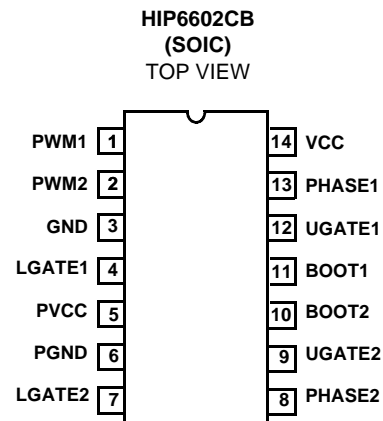 HIP6602CB
(SOIC)
TOP VIEW
PWM1 1 14 VCC
PWM2 2 13 PHASE1
GND 3 12 UGATE1
LGATE1 4 11 BOOT1
PVCC 5 10 BOOT2
PGND 6 9 UGATE2
LGATE2 7 8 PHASE2